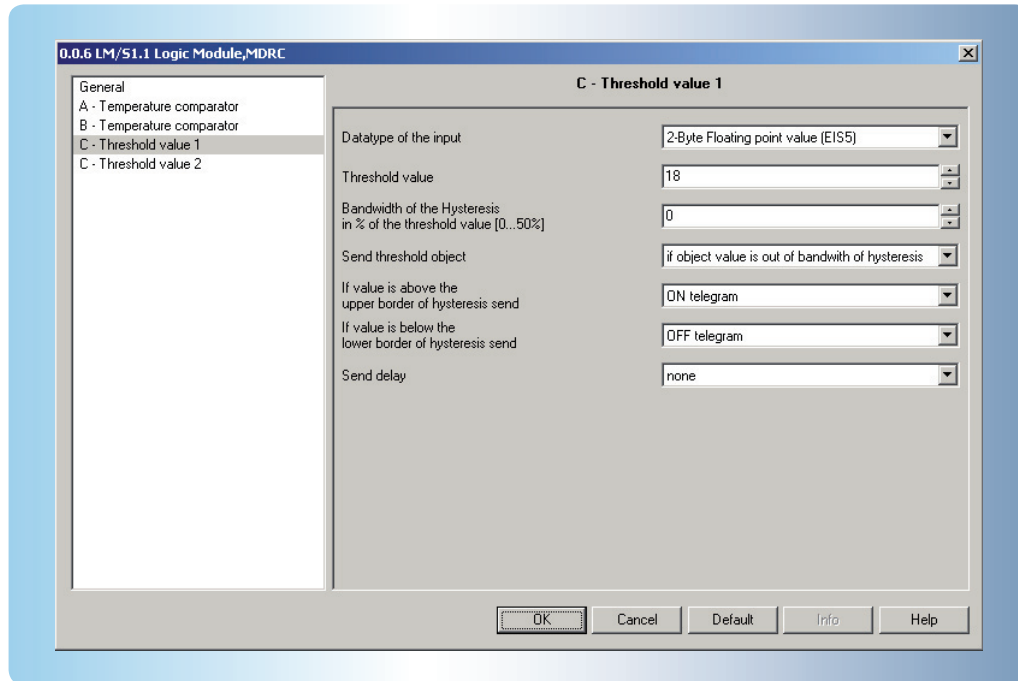 0.0.6 LM/S1.1 Logic Module,MDRC
General
A - Temperature comparator
B - Temperature comparator
C - Threshold value 1
C - Threshold value 2
C - Threshold value 1
Datatype of the input
2-Byte Floating point value (EIS5)
Threshold value
18
Bandwidth of the Hysteresis
in % of the threshold value [0...50%]
0
Send threshold object
if object value is out of bandwith of hysteresis
If value is above the
upper border of hysteresis send
ON telegram
If value is below the
lower border of hysteresis send
OFF telegram
Send delay
none
OK
Cancel
Default
Info
Help